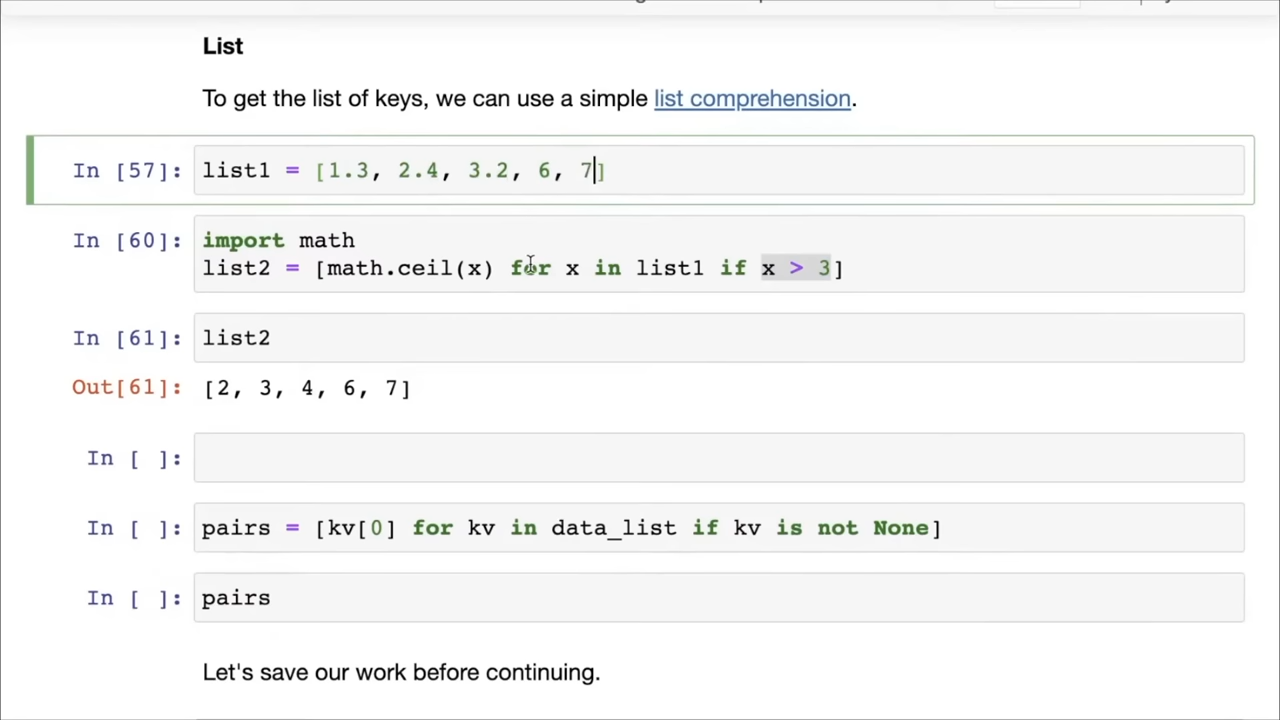 List
To get the list of keys, we can use a simple list comprehension.
In [57]: list1 = [1.3, 2.4, 3.2, 6, 7]
In [60]: import math
list2 = [math.ceil(x) for x in list1 if x > 3]
In [61]: list2
Out[61]: [2, 3, 4, 6, 7]
In [ ]:
In [ ]: pairs = [kv[0] for kv in data_list if kv is not None]
In [ ]: pairs
Let's save our work before continuing.